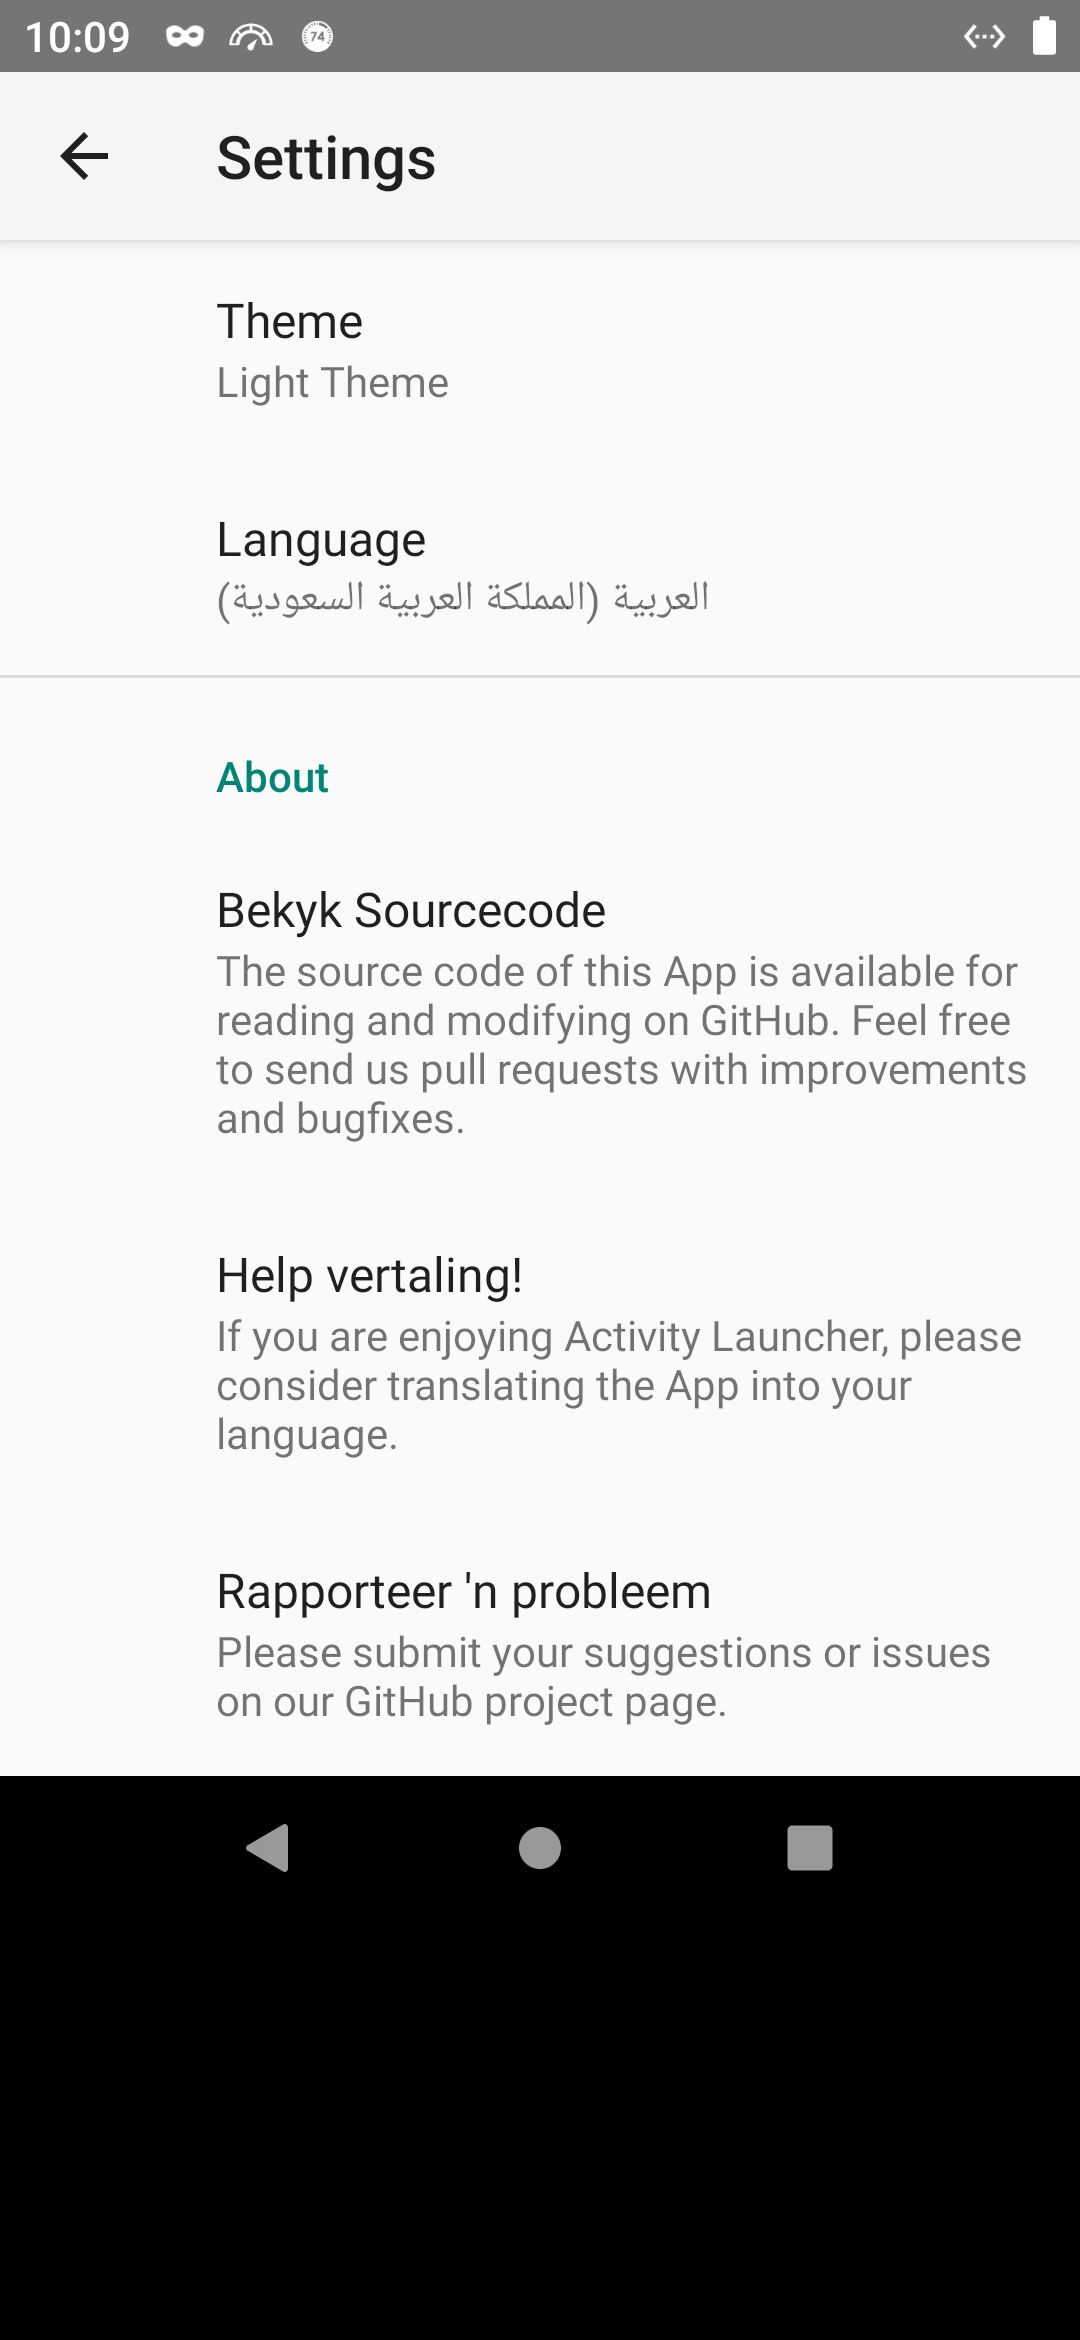 10:09
74
Settings
Theme
Light Theme
Language
العربية (المملكة العربية السعودية)
About
Bekyk Sourcecode
The source code of this App is available for
reading and modifying on GitHub. Feel free
to send us pull requests with improvements
and bugfixes.
Help vertaling!
If you are enjoying Activity Launcher, please
consider translating the App into your
language.
Rapporteer 'n probleem
Please submit your suggestions or issues
on our GitHub project page.